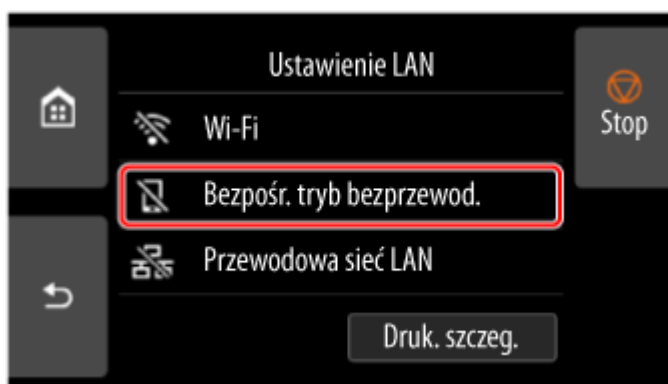 Ustawienie LAN
Wi-Fi
Stop
Bezpośr. tryb bezprzewod.
Przewodowa sieć LAN
Druk. szczeg.